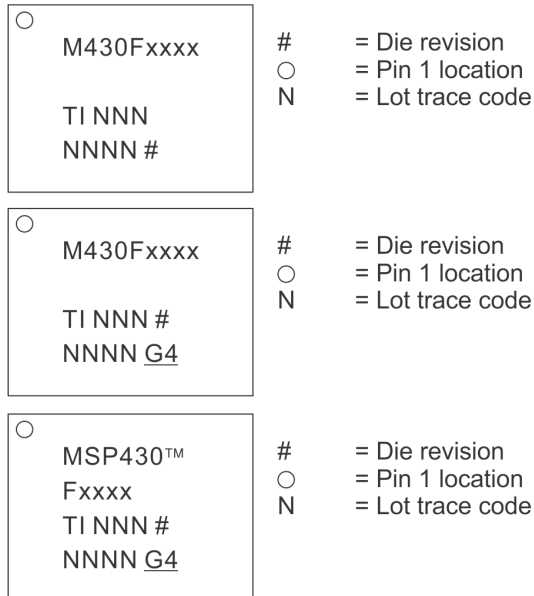 M430Fxxxx
TI NNN
NNNN #
# = Die revision
○ = Pin 1 location
N = Lot trace code
M430Fxxxx
TI NNN #
NNNN G4
# = Die revision
○ = Pin 1 location
N = Lot trace code
MSP430™
Fxxxx
TI NNN #
NNNN G4
# = Die revision
○ = Pin 1 location
N = Lot trace code